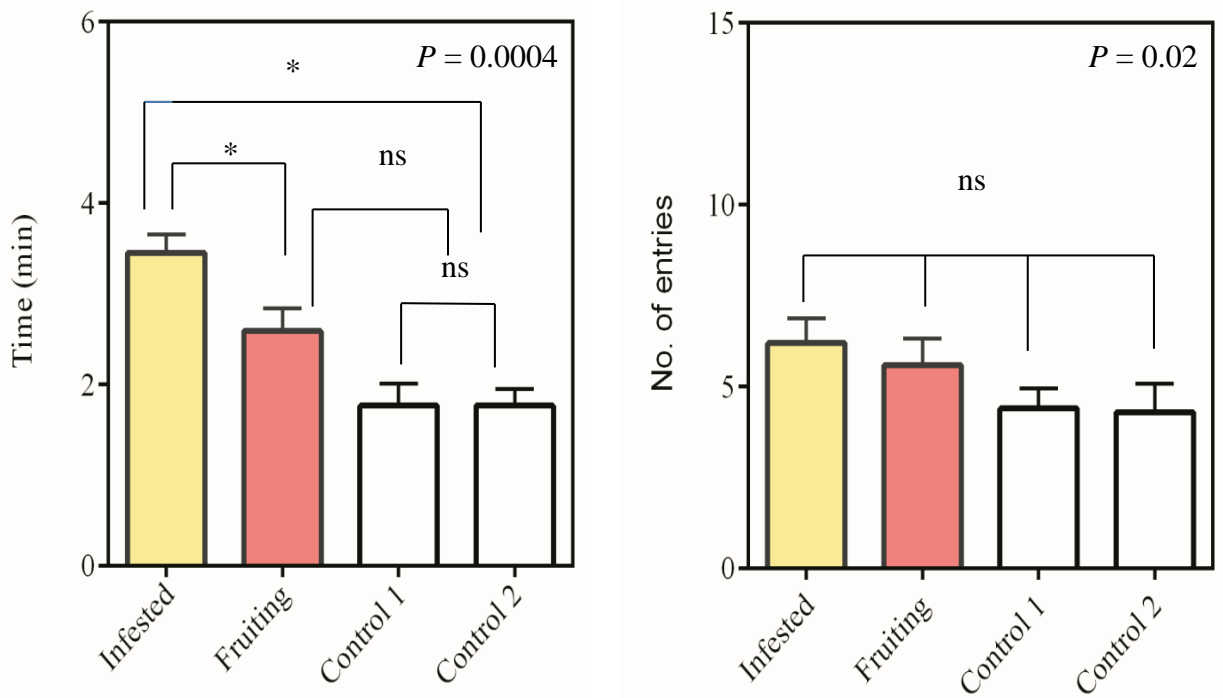 6
P = 0.0004
*
*
ns
4
ns
Time (min)
2
0
Infested
Fruiting
Control 1
Control 2
15
P = 0.02
ns
10
No. of entries
5
0
Infested
Fruiting
Control 1
Control 2